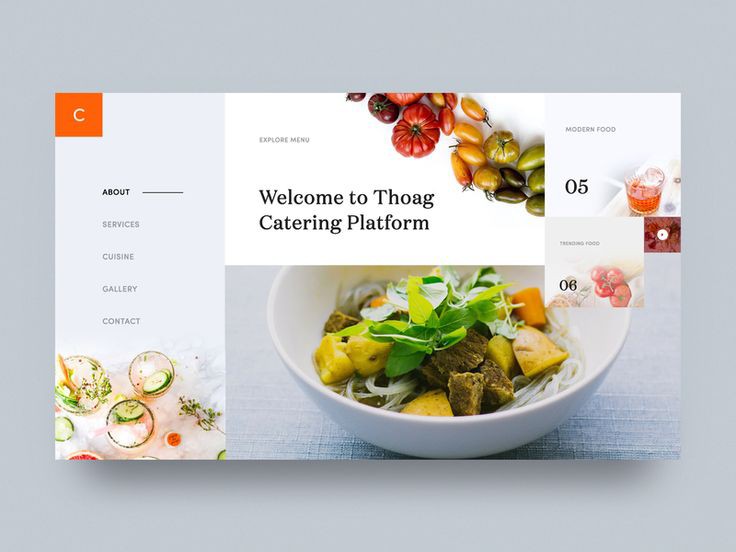 C
ABOUT
SERVICES
CUISINE
GALLERY
CONTACT
EXPLORE MENU
Welcome to Thoag
Catering Platform
MODERN FOOD
05
TRENDING FOOD
06